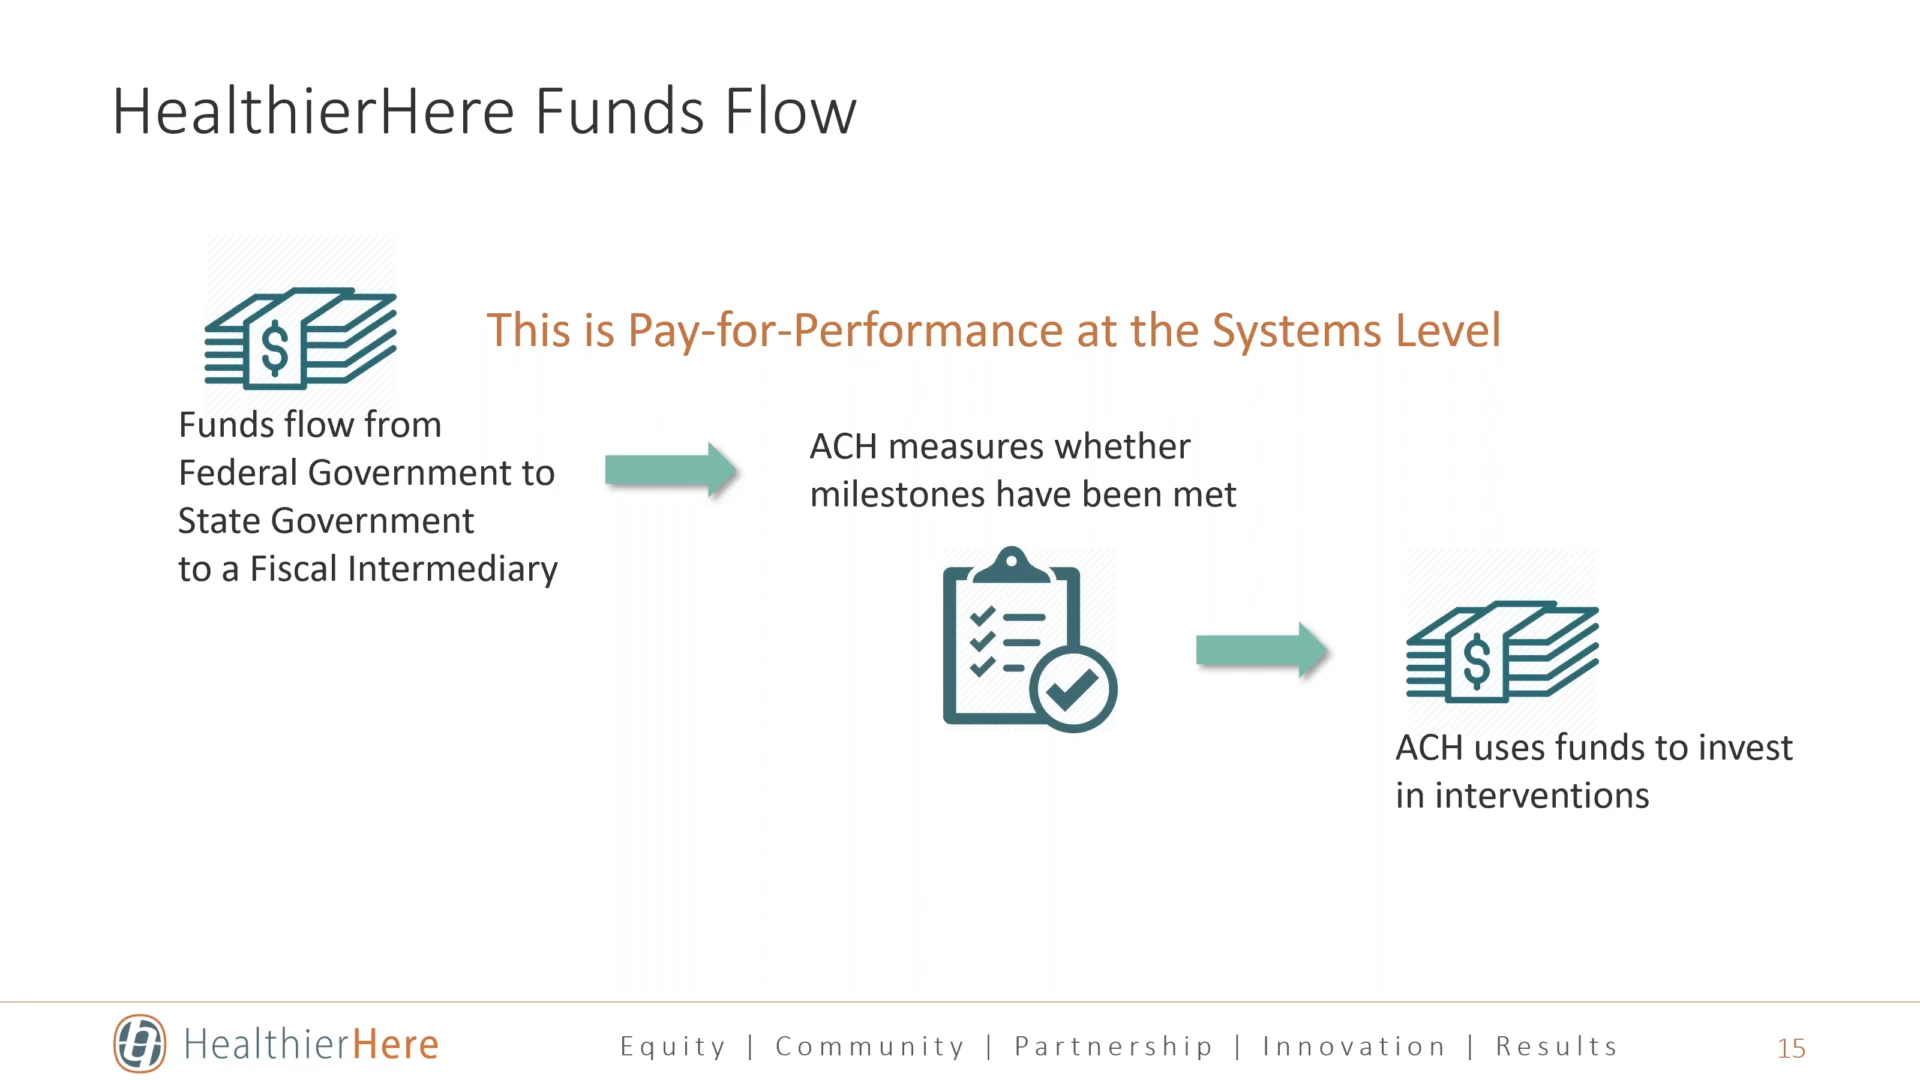 HealthierHere Funds Flow
$
This is Pay-for-Performance at the Systems Level
Funds flow from
Federal Government to
State Government
to a Fiscal Intermediary
ACH measures whether
milestones have been met
$
ACH uses funds to invest
in interventions
HealthierHere
Equity | Community | Partnership | Innovation | Results
15